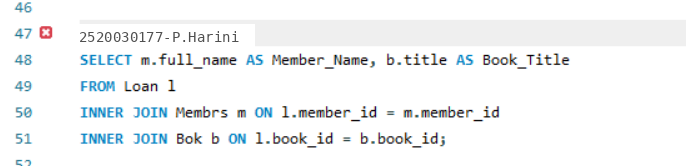 46
47 2520030177-P.Harini
48 SELECT m.full_name AS Member_Name, b.title AS Book_Title
49 FROM Loan l
50 INNER JOIN Membrs m ON l.member_id = m.member_id
51 INNER JOIN Bok b ON l.book_id = b.book_id;
52